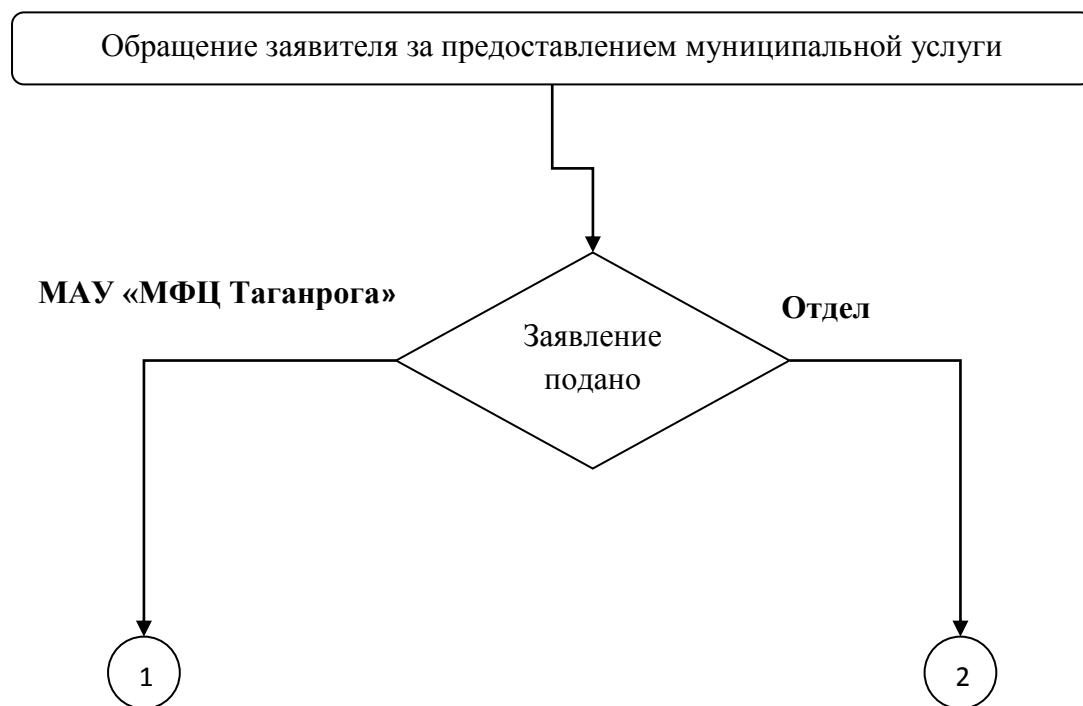 Обращение заявителя за предоставлением муниципальной услуги
МАУ «МФЦ Таганрога»
Отдел
Заявление
подано
1
2